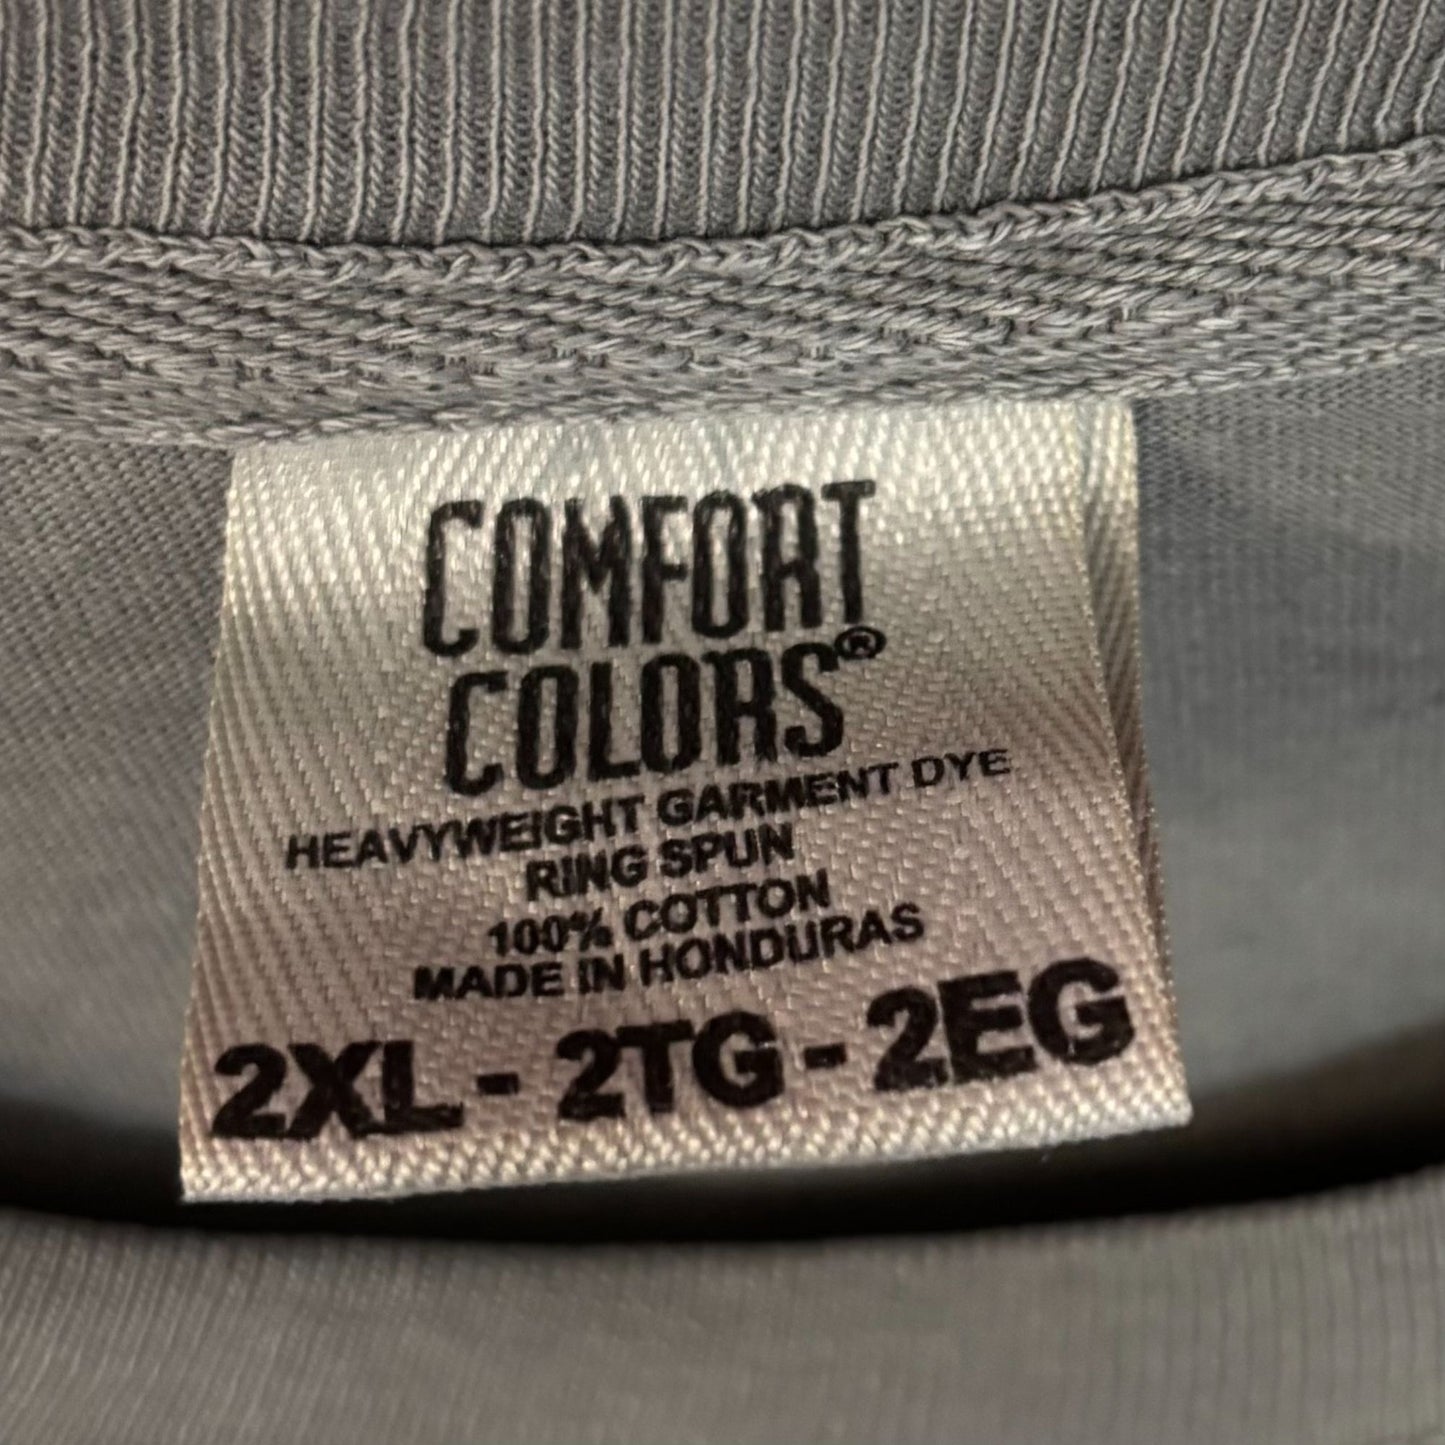 COMFORT
COLORS®
HEAVYWEIGHT GARMENT DYE
RING SPUN
100% COTTON
MADE IN HONDURAS
2XL - 2TG - 2EG